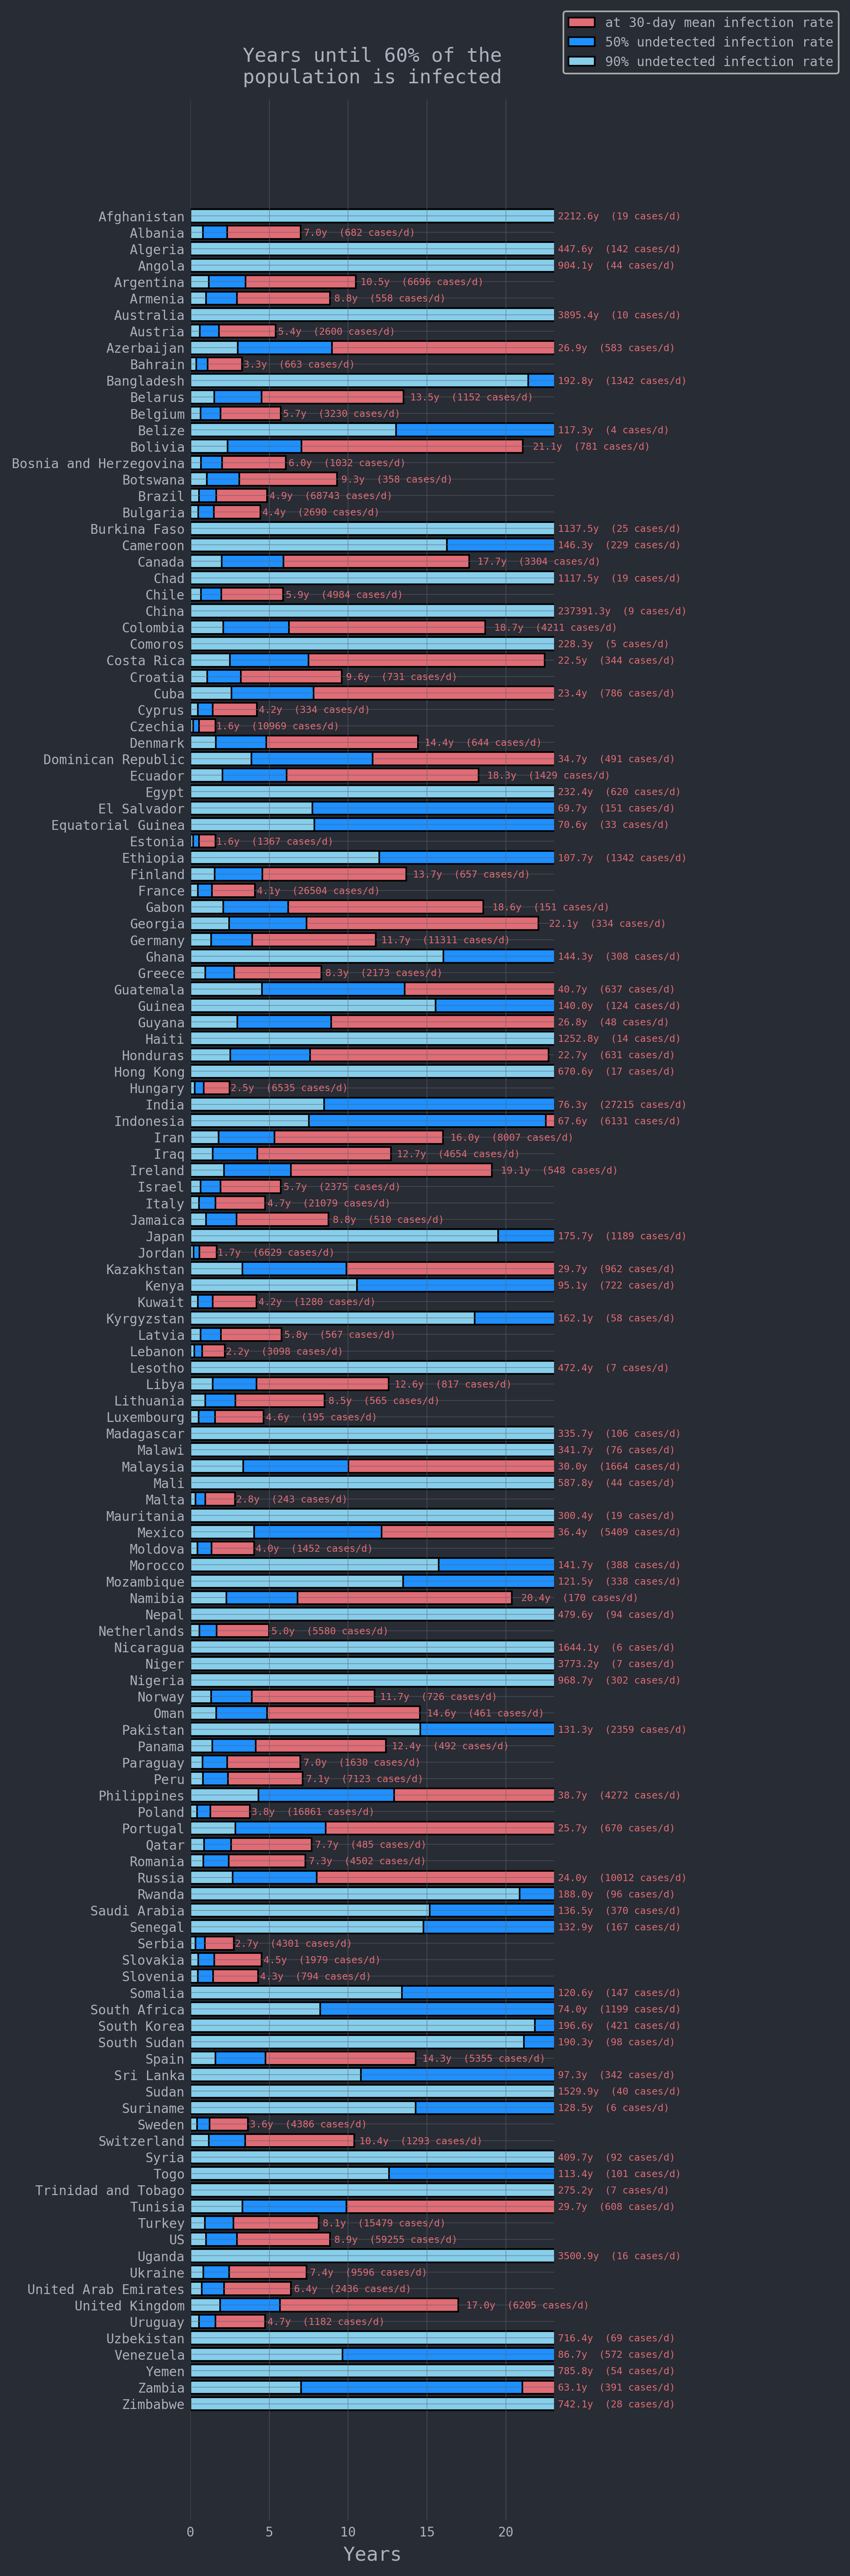 at 30-day mean infection rate
50% undetected infection rate
90% undetected infection rate
Years until 60% of the
population is infected
Afghanistan 2212.6y (19 cases/d)
Albania 7.0y (682 cases/d)
Algeria 447.6y (142 cases/d)
Angola 904.1y (44 cases/d)
Argentina 10.5y (6696 cases/d)
Armenia 8.8y (558 cases/d)
Australia 3895.4y (10 cases/d)
Austria 5.4y (2600 cases/d)
Azerbaijan 26.9y (583 cases/d)
Bahrain 3.3y (663 cases/d)
Bangladesh 192.8y (1342 cases/d)
Belarus 13.5y (1152 cases/d)
Belgium 5.7y (3230 cases/d)
Belize 117.3y (4 cases/d)
Bolivia 21.1y (781 cases/d)
Bosnia and Herzegovina 6.0y (1032 cases/d)
Botswana 9.3y (358 cases/d)
Brazil 4.9y (68743 cases/d)
Bulgaria 4.4y (2690 cases/d)
Burkina Faso 1137.5y (25 cases/d)
Cameroon 146.3y (229 cases/d)
Canada 17.7y (3304 cases/d)
Chad 1117.5y (19 cases/d)
Chile 5.9y (4984 cases/d)
China 237391.3y (9 cases/d)
Colombia 18.7y (4211 cases/d)
Comoros 228.3y (5 cases/d)
Costa Rica 22.5y (344 cases/d)
Croatia 9.6y (731 cases/d)
Cuba 23.4y (786 cases/d)
Cyprus 4.2y (334 cases/d)
Czechia 1.6y (10969 cases/d)
Denmark 14.4y (644 cases/d)
Dominican Republic 34.7y (491 cases/d)
Ecuador 18.3y (1429 cases/d)
Egypt 232.4y (620 cases/d)
El Salvador 69.7y (151 cases/d)
Equatorial Guinea 70.6y (33 cases/d)
Estonia 1.6y (1367 cases/d)
Ethiopia 107.7y (1342 cases/d)
Finland 13.7y (657 cases/d)
France 4.1y (26504 cases/d)
Gabon 18.6y (151 cases/d)
Georgia 22.1y (334 cases/d)
Germany 11.7y (11311 cases/d)
Ghana 144.3y (308 cases/d)
Greece 8.3y (2173 cases/d)
Guatemala 40.7y (637 cases/d)
Guinea 140.0y (124 cases/d)
Guyana 26.8y (48 cases/d)
Haiti 1252.8y (14 cases/d)
Honduras 22.7y (631 cases/d)
Hong Kong 670.6y (17 cases/d)
Hungary 2.5y (6535 cases/d)
India 76.3y (27215 cases/d)
Indonesia 67.6y (6131 cases/d)
Iran 16.0y (8007 cases/d)
Iraq 12.7y (4654 cases/d)
Ireland 19.1y (548 cases/d)
Israel 5.7y (2375 cases/d)
Italy 4.7y (21079 cases/d)
Jamaica 8.8y (510 cases/d)
Japan 175.7y (1189 cases/d)
Jordan 1.7y (6629 cases/d)
Kazakhstan 29.7y (962 cases/d)
Kenya 95.1y (722 cases/d)
Kuwait 4.2y (1280 cases/d)
Kyrgyzstan 162.1y (58 cases/d)
Latvia 5.8y (567 cases/d)
Lebanon 2.2y (3098 cases/d)
Lesotho 472.4y (7 cases/d)
Libya 12.6y (817 cases/d)
Lithuania 8.5y (565 cases/d)
Luxembourg 4.6y (195 cases/d)
Madagascar 335.7y (106 cases/d)
Malawi 341.7y (76 cases/d)
Malaysia 30.0y (1664 cases/d)
Mali 587.8y (44 cases/d)
Malta 2.8y (243 cases/d)
Mauritania 300.4y (19 cases/d)
Mexico 36.4y (5409 cases/d)
Moldova 4.0y (1452 cases/d)
Morocco 141.7y (388 cases/d)
Mozambique 121.5y (338 cases/d)
Namibia 20.4y (170 cases/d)
Nepal 479.6y (94 cases/d)
Netherlands 5.0y (5580 cases/d)
Nicaragua 1644.1y (6 cases/d)
Niger 3773.2y (7 cases/d)
Nigeria 968.7y (302 cases/d)
Norway 11.7y (726 cases/d)
Oman 14.6y (461 cases/d)
Pakistan 131.3y (2359 cases/d)
Panama 12.4y (492 cases/d)
Paraguay 7.0y (1630 cases/d)
Peru 7.1y (7123 cases/d)
Philippines 38.7y (4272 cases/d)
Poland 3.8y (16861 cases/d)
Portugal 25.7y (670 cases/d)
Qatar 7.7y (485 cases/d)
Romania 7.3y (4502 cases/d)
Russia 24.0y (10012 cases/d)
Rwanda 188.0y (96 cases/d)
Saudi Arabia 136.5y (370 cases/d)
Senegal 132.9y (167 cases/d)
Serbia 2.7y (4301 cases/d)
Slovakia 4.5y (1979 cases/d)
Slovenia 4.3y (794 cases/d)
Somalia 120.6y (147 cases/d)
South Africa 74.0y (1199 cases/d)
South Korea 196.6y (421 cases/d)
South Sudan 190.3y (98 cases/d)
Spain 14.3y (5355 cases/d)
Sri Lanka 97.3y (342 cases/d)
Sudan 1529.9y (40 cases/d)
Suriname 128.5y (6 cases/d)
Sweden 3.6y (4386 cases/d)
Switzerland 10.4y (1293 cases/d)
Syria 409.7y (92 cases/d)
Togo 113.4y (101 cases/d)
Trinidad and Tobago 275.2y (7 cases/d)
Tunisia 29.7y (608 cases/d)
Turkey 8.1y (15479 cases/d)
US 8.9y (59255 cases/d)
Uganda 3500.9y (16 cases/d)
Ukraine 7.4y (9596 cases/d)
United Arab Emirates 6.4y (2436 cases/d)
United Kingdom 17.0y (6205 cases/d)
Uruguay 4.7y (1182 cases/d)
Uzbekistan 716.4y (69 cases/d)
Venezuela 86.7y (572 cases/d)
Yemen 785.8y (54 cases/d)
Zambia 63.1y (391 cases/d)
Zimbabwe 742.1y (28 cases/d)
0 5 10 15 20
Years